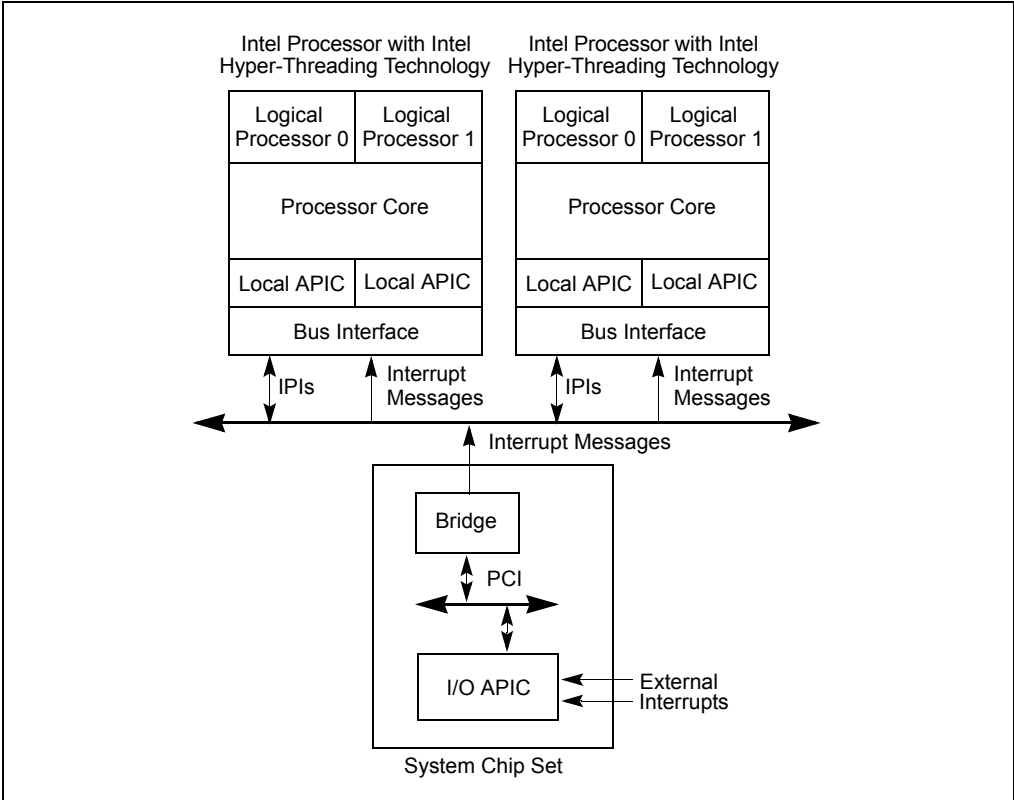 Intel Processor with Intel
Hyper-Threading Technology
Intel Processor with Intel
Hyper-Threading Technology
Logical
Processor 0
Logical
Processor 1
Logical
Processor 0
Logical
Processor 1
Processor Core
Processor Core
Local APIC
Local APIC
Local APIC
Local APIC
Bus Interface
Bus Interface
IPIs
Interrupt
Messages
IPIs
Interrupt
Messages
Interrupt Messages
Bridge
PCI
I/O APIC
External
Interrupts
System Chip Set